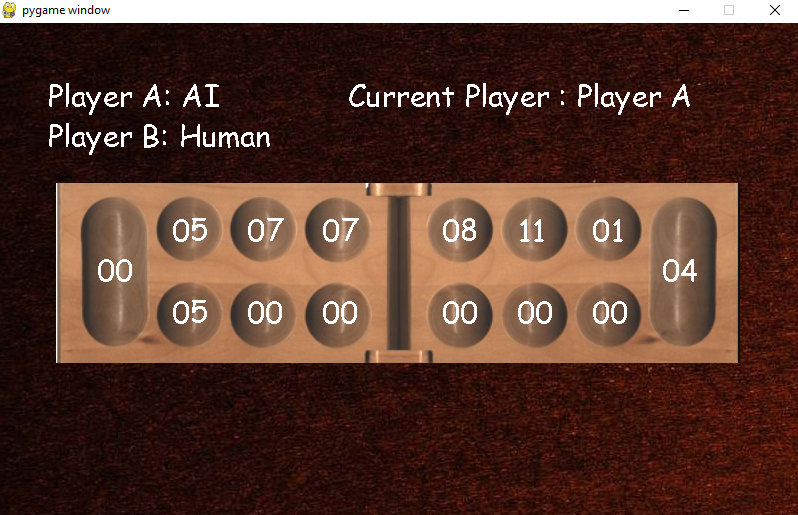 pygame window
Player A: AI
Current Player : Player A
Player B: Human
05 07 07 08 11 01
00 04
05 00 00 00 00 00